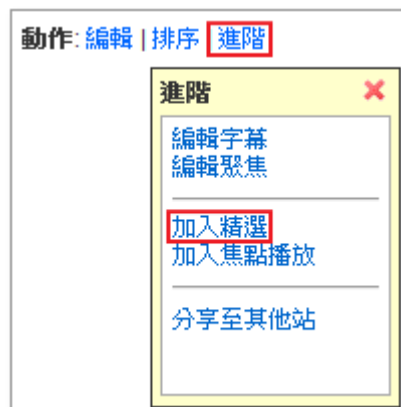 動作: 編輯 | 排序 進階
進階
編輯字幕
編輯聚焦
加入精選
加入焦點播放
分享至其他站